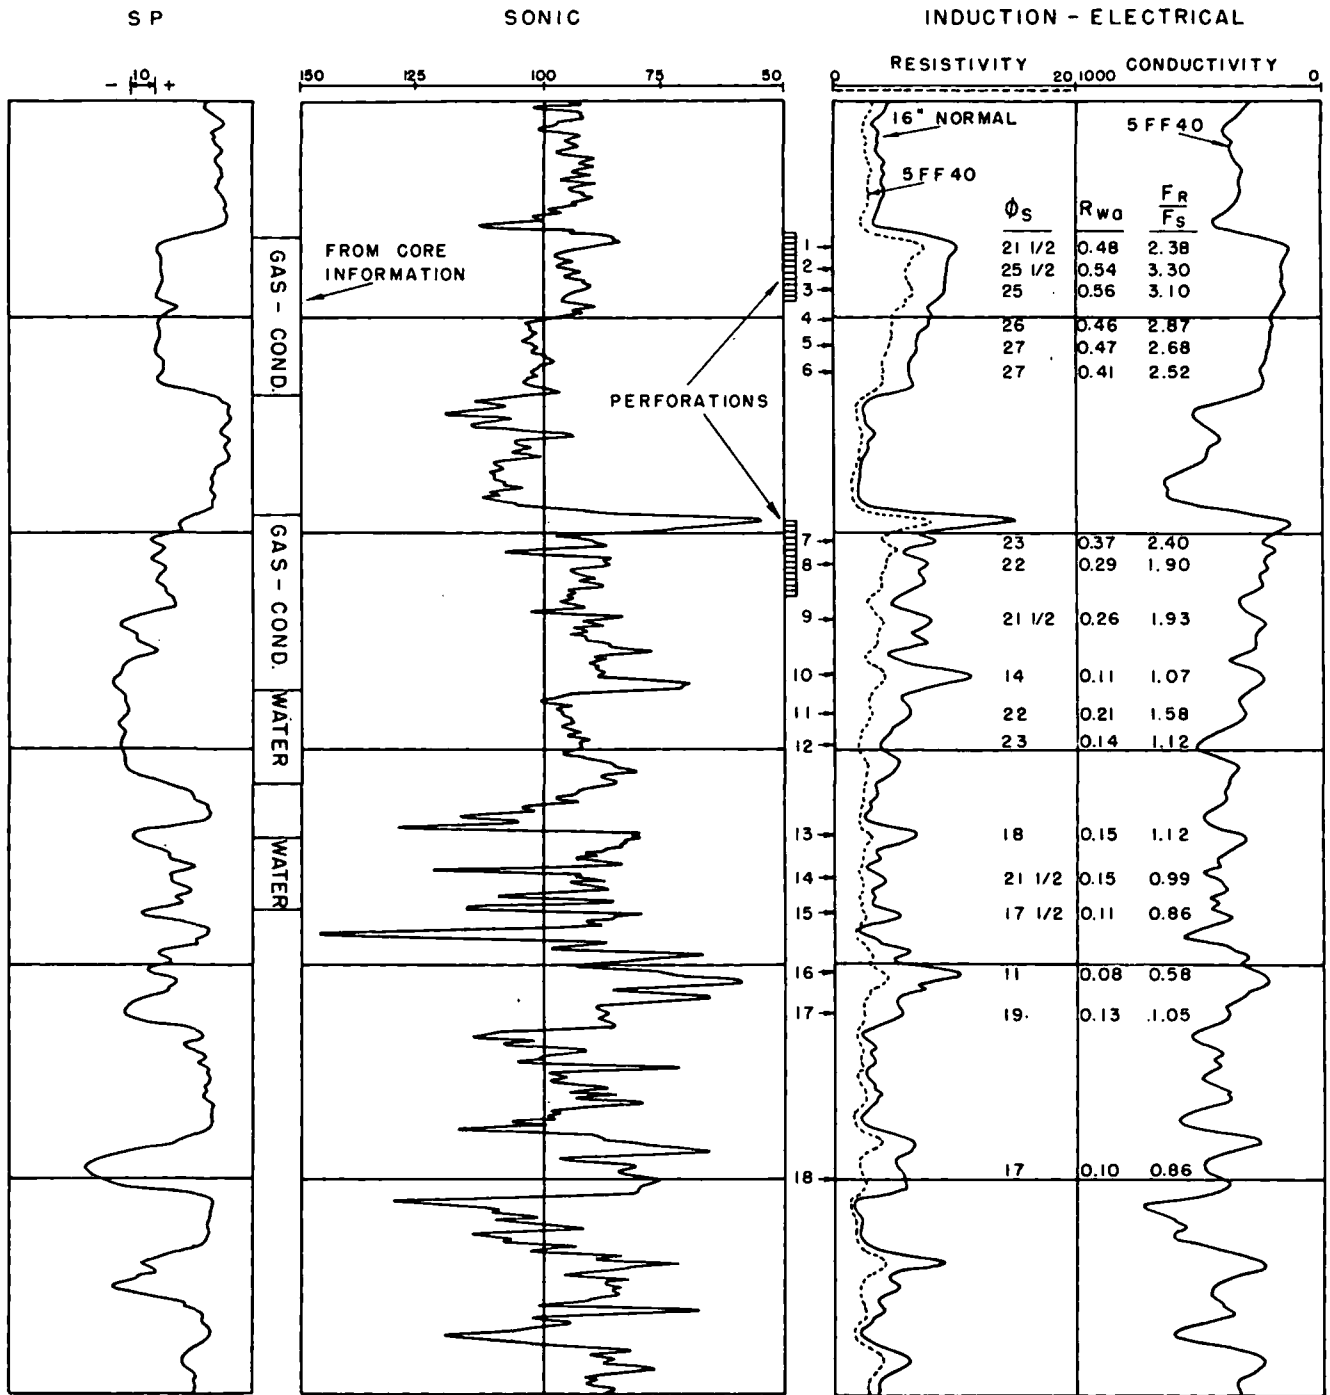 SP SONIC INDUCTION - ELECTRICAL
RESISTIVITY CONDUCTIVITY
- 10 + 150 125 100 75 50 0 20 1000 0
16" NORMAL
5FF40
5FF40
φS Rwa FR/FS
FROM CORE INFORMATION
GAS - COND.
1 21 1/2 0.48 2.38
2 25 1/2 0.54 3.30
3 25 0.56 3.10
4 26 0.46 2.87
5 27 0.47 2.68
6 27 0.41 2.52
PERFORATIONS
GAS - COND.
7 23 0.37 2.40
8 22 0.29 1.90
9 21 1/2 0.26 1.93
10 14 0.11 1.07
WATER
11 22 0.21 1.58
12 23 0.14 1.12
13 18 0.15 1.12
WATER
14 21 1/2 0.15 0.99
15 17 1/2 0.11 0.86
16 11 0.08 0.58
17 19. 0.13 1.05
18 17 0.10 0.86